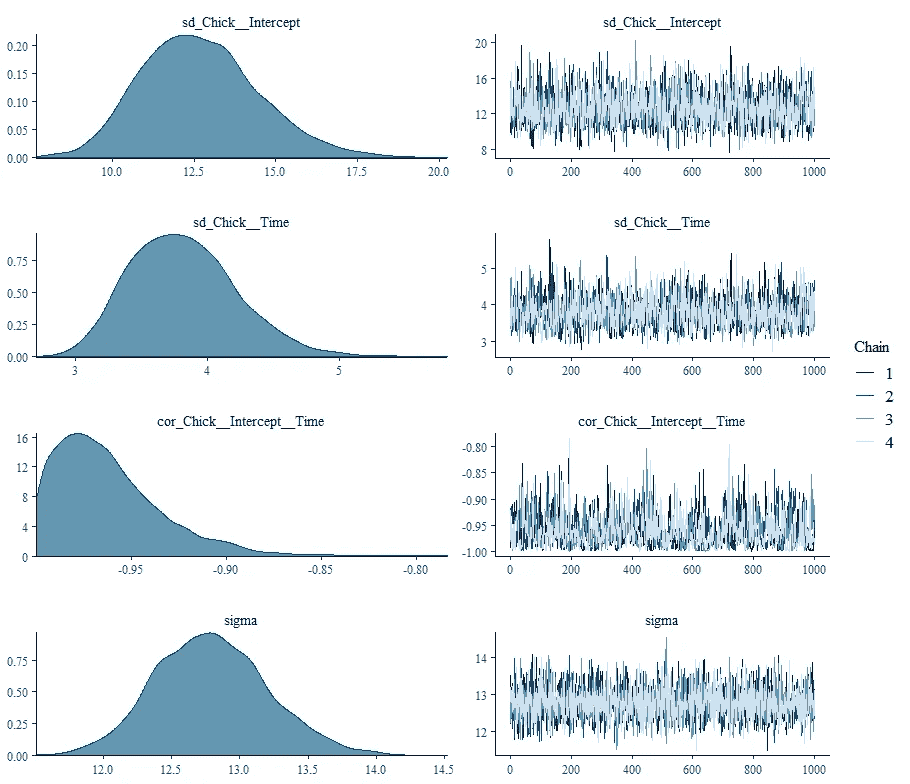 sd_Chick__Intercept
0.20
0.15
0.10
0.05
0.00
10.0 12.5 15.0 17.5 20.0
sd_Chick__Intercept
20
16
12
8
0 200 400 600 800 1000
sd_Chick__Time
0.75
0.50
0.25
0.00
3 4 5
sd_Chick__Time
5
4
3
0 200 400 600 800 1000
cor_Chick__Intercept__Time
16
12
8
4
0
-0.95 -0.90 -0.85 -0.80
cor_Chick__Intercept__Time
-0.80
-0.85
-0.90
-0.95
-1.00
0 200 400 600 800 1000
sigma
0.75
0.50
0.25
0.00
12.0 12.5 13.0 13.5 14.0 14.5
sigma
14
13
12
0 200 400 600 800 1000
Chain
1
2
3
4